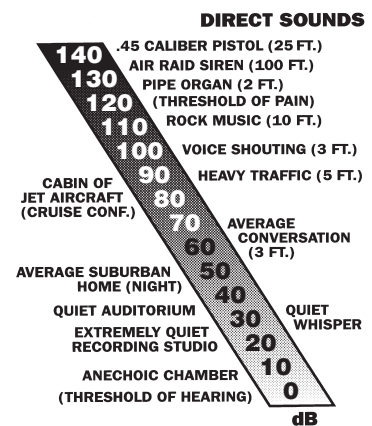 DIRECT SOUNDS
140 .45 CALIBER PISTOL (25 FT.)
130 AIR RAID SIREN (100 FT.)
120 PIPE ORGAN (2 FT.)
(THRESHOLD OF PAIN)
110 ROCK MUSIC (10 FT.)
100 VOICE SHOUTING (3 FT.)
90 HEAVY TRAFFIC (5 FT.)
CABIN OF
JET AIRCRAFT 80
(CRUISE CONF.)
70 AVERAGE
CONVERSATION
(3 FT.)
60
AVERAGE SUBURBAN 50
HOME (NIGHT)
40
QUIET AUDITORIUM 30 QUIET
WHISPER
EXTREMELY QUIET 20
RECORDING STUDIO
ANECHOIC CHAMBER 10
(THRESHOLD OF HEARING) 0
dB